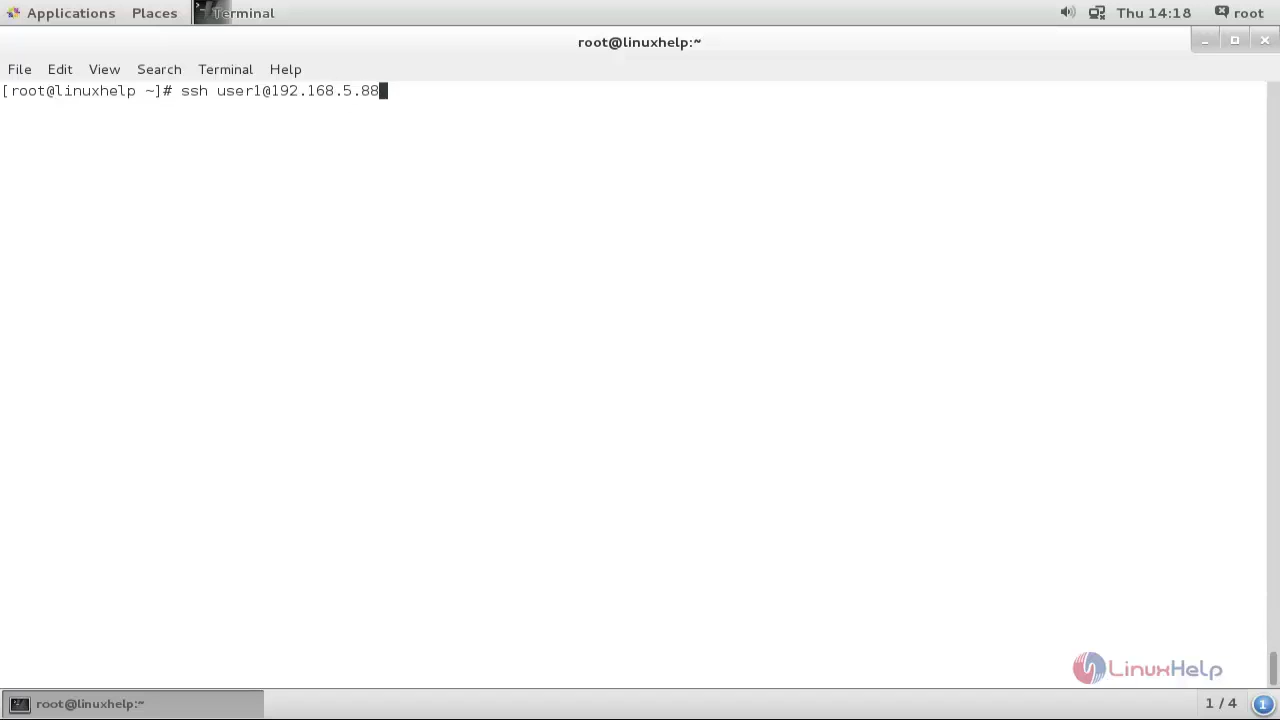 Applications Places Terminal Thu 14:18 root
root@linuxhelp:~
File Edit View Search Terminal Help
[root@linuxhelp ~]# ssh user1@192.168.5.88
LinuxHelp
root@linuxhelp:~ 1 / 4 1